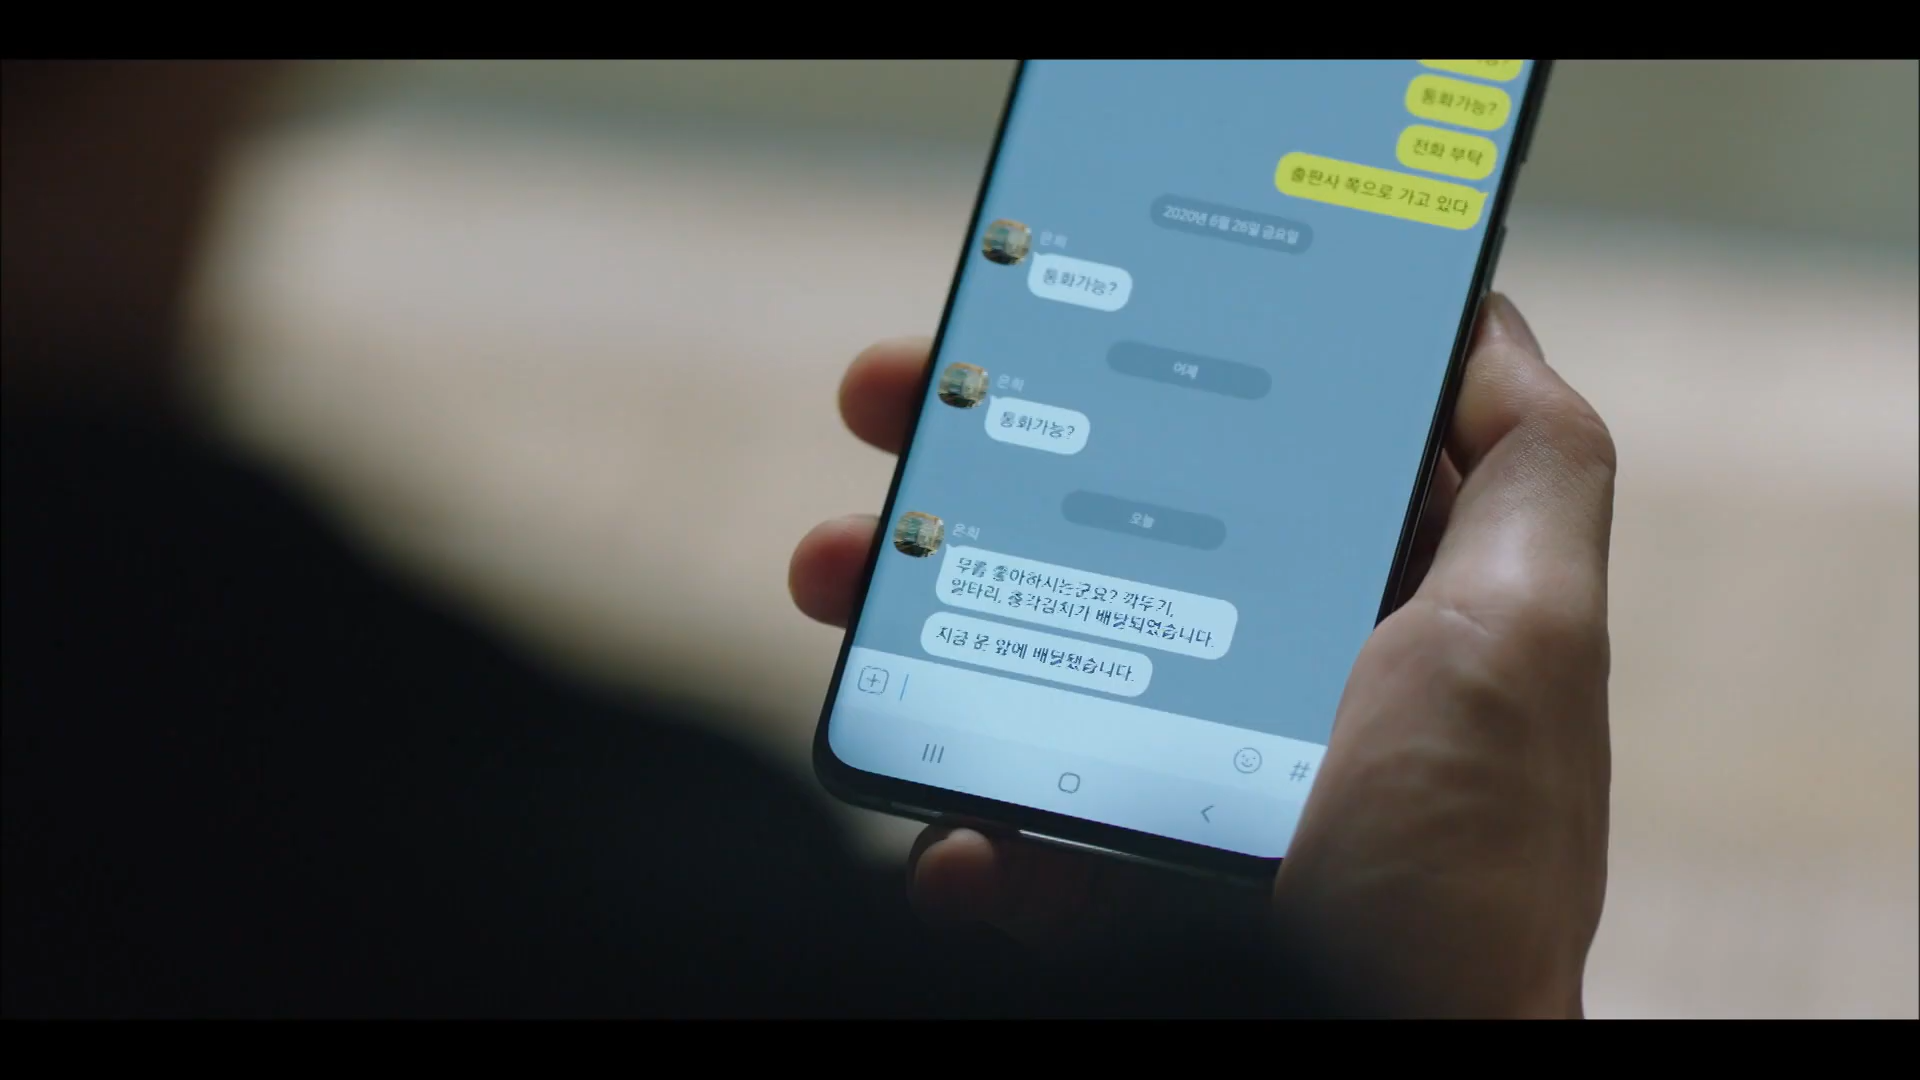 통화가능?
전화 부탁
출판사 쪽으로 가고 있다
2020년 6월 26일 금요일
은희
통화가능?
어제
은희
통화가능?
오늘
은희
무를 좋아하시는군요? 깍두기,
알타리, 총각김치가 배달되었습니다.
지금 문 앞에 배달됐습니다.
#